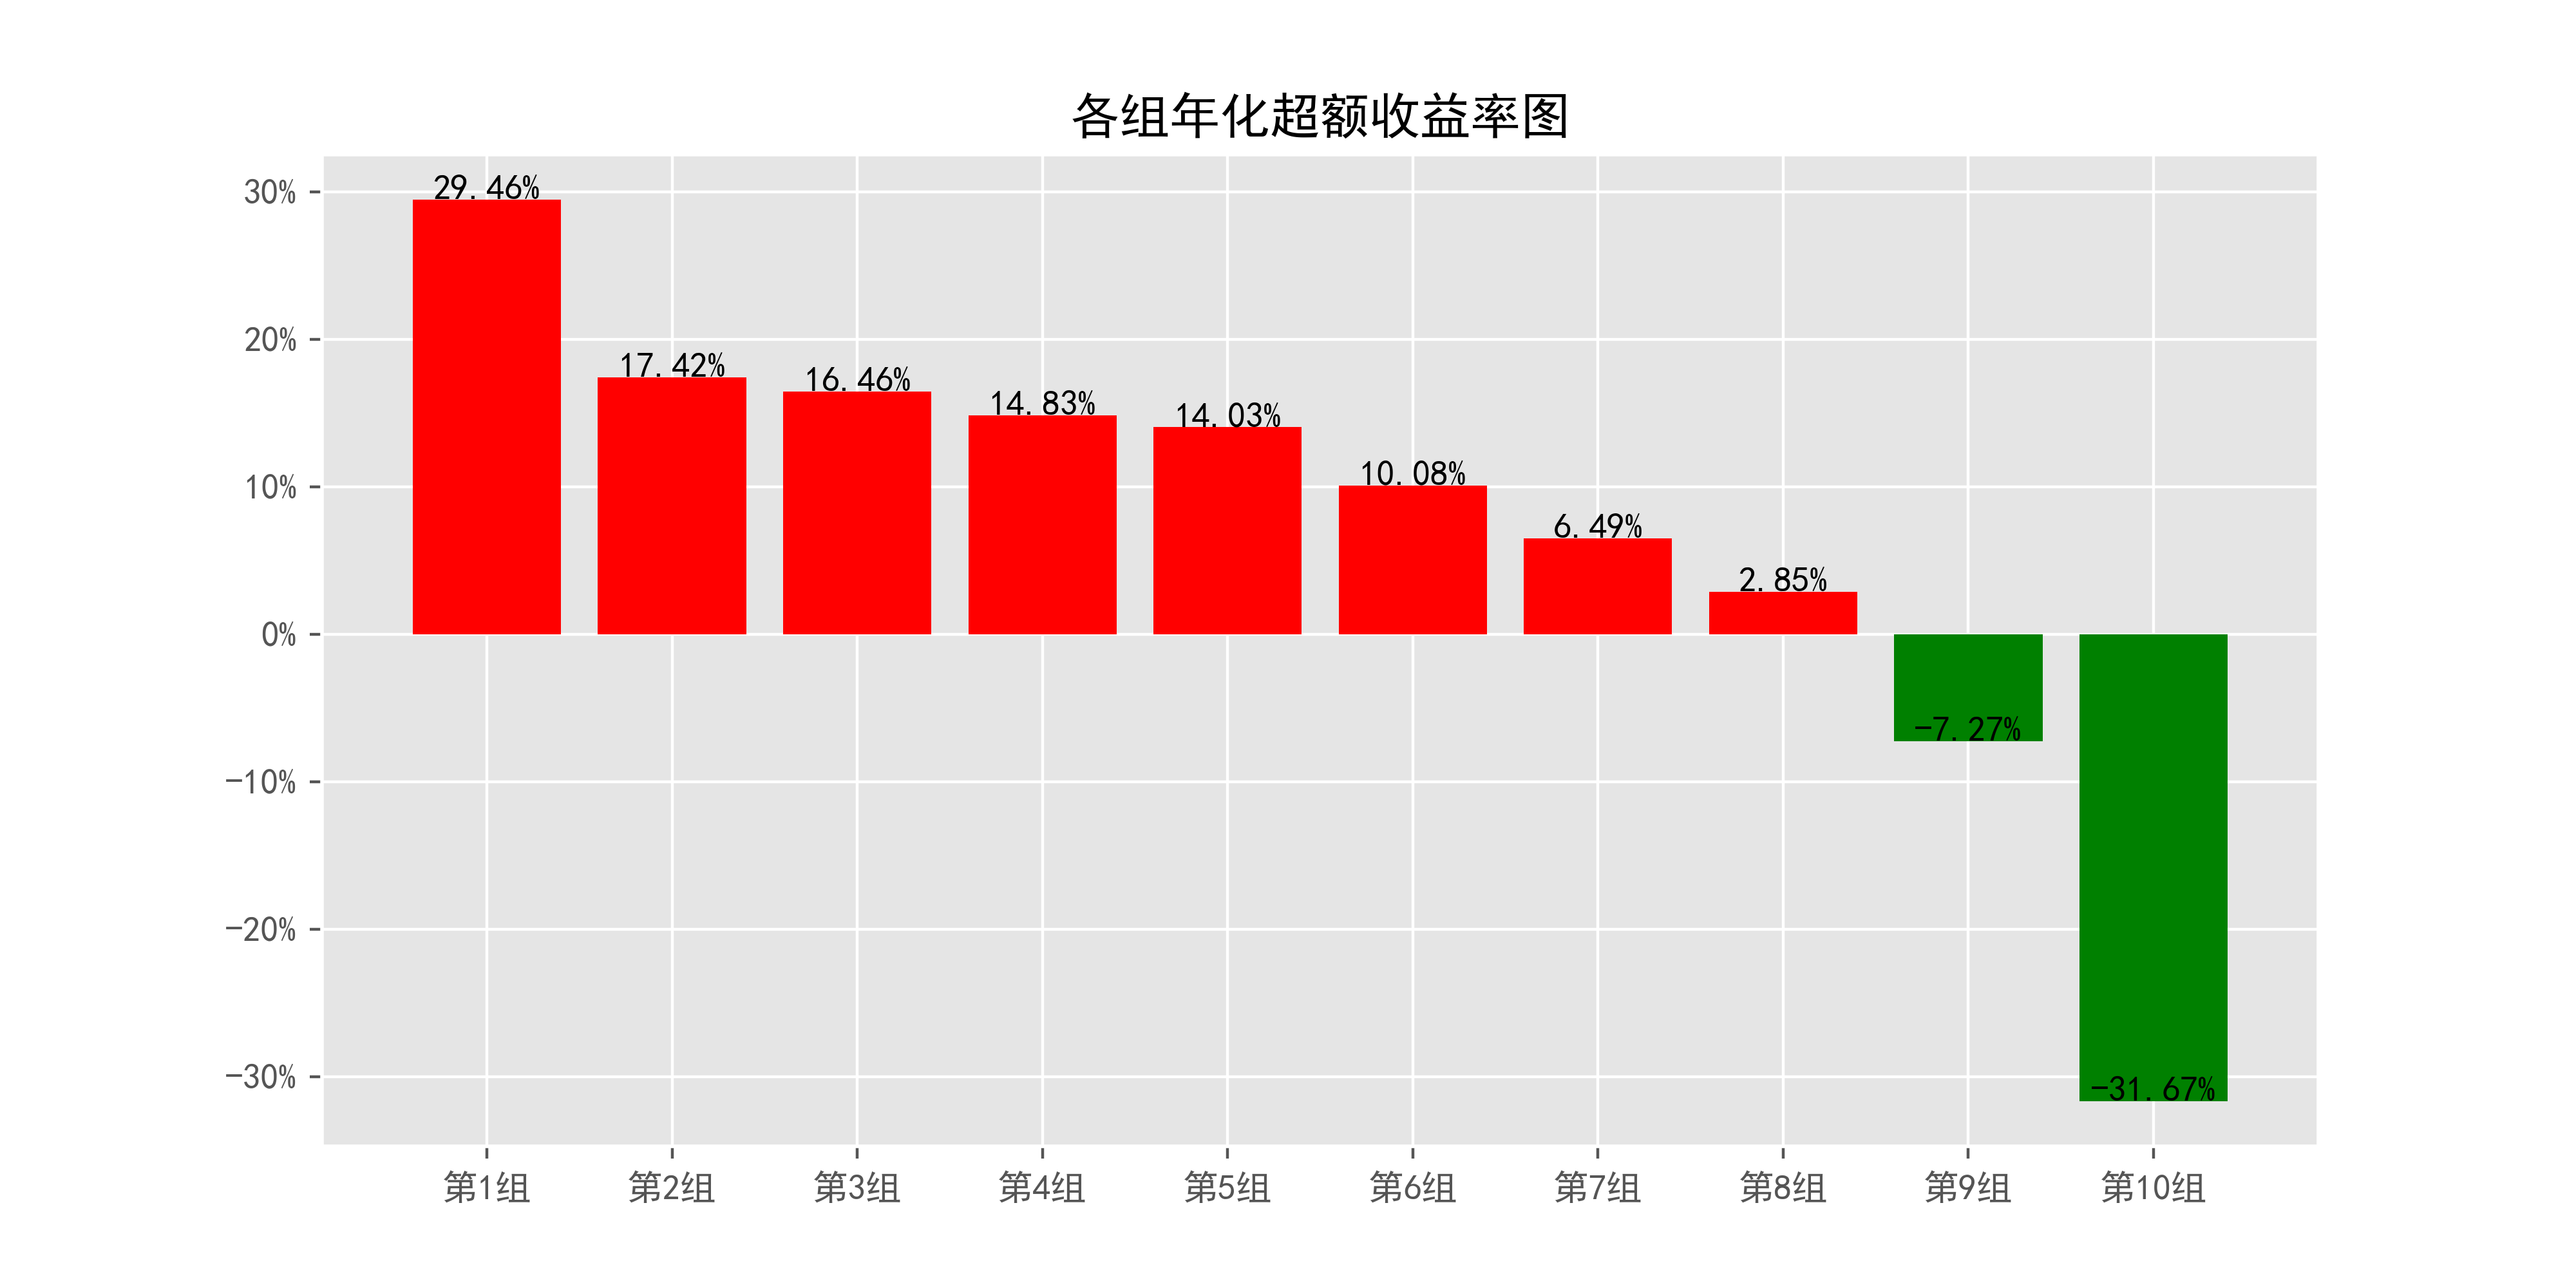 各组年化超额收益率图
30%
20%
10%
0%
−10%
−20%
−30%
29.46%
17.42%
16.46%
14.83%
14.03%
10.08%
6.49%
2.85%
−7.27%
−31.67%
第1组
第2组
第3组
第4组
第5组
第6组
第7组
第8组
第9组
第10组